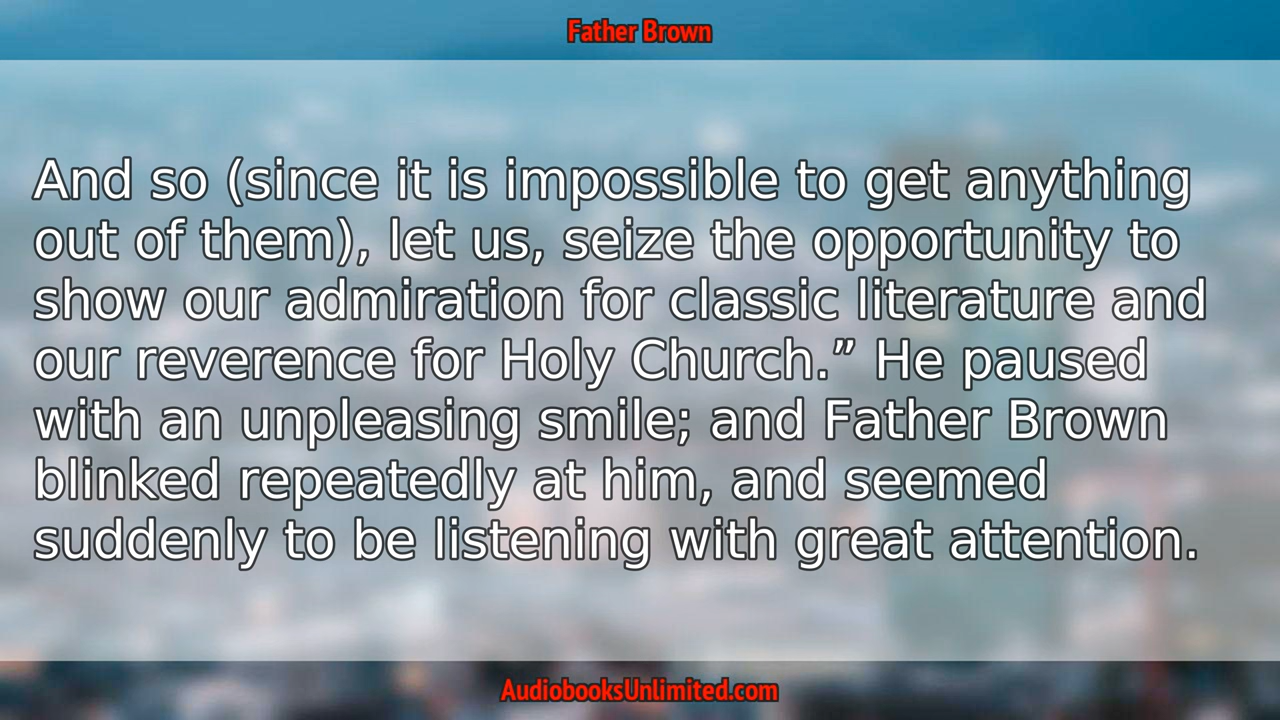 Father Brown
And so (since it is impossible to get anything
out of them), let us, seize the opportunity to
show our admiration for classic literature and
our reverence for Holy Church.” He paused
with an unpleasing smile; and Father Brown
blinked repeatedly at him, and seemed
suddenly to be listening with great attention.
AudiobooksUnlimited.com